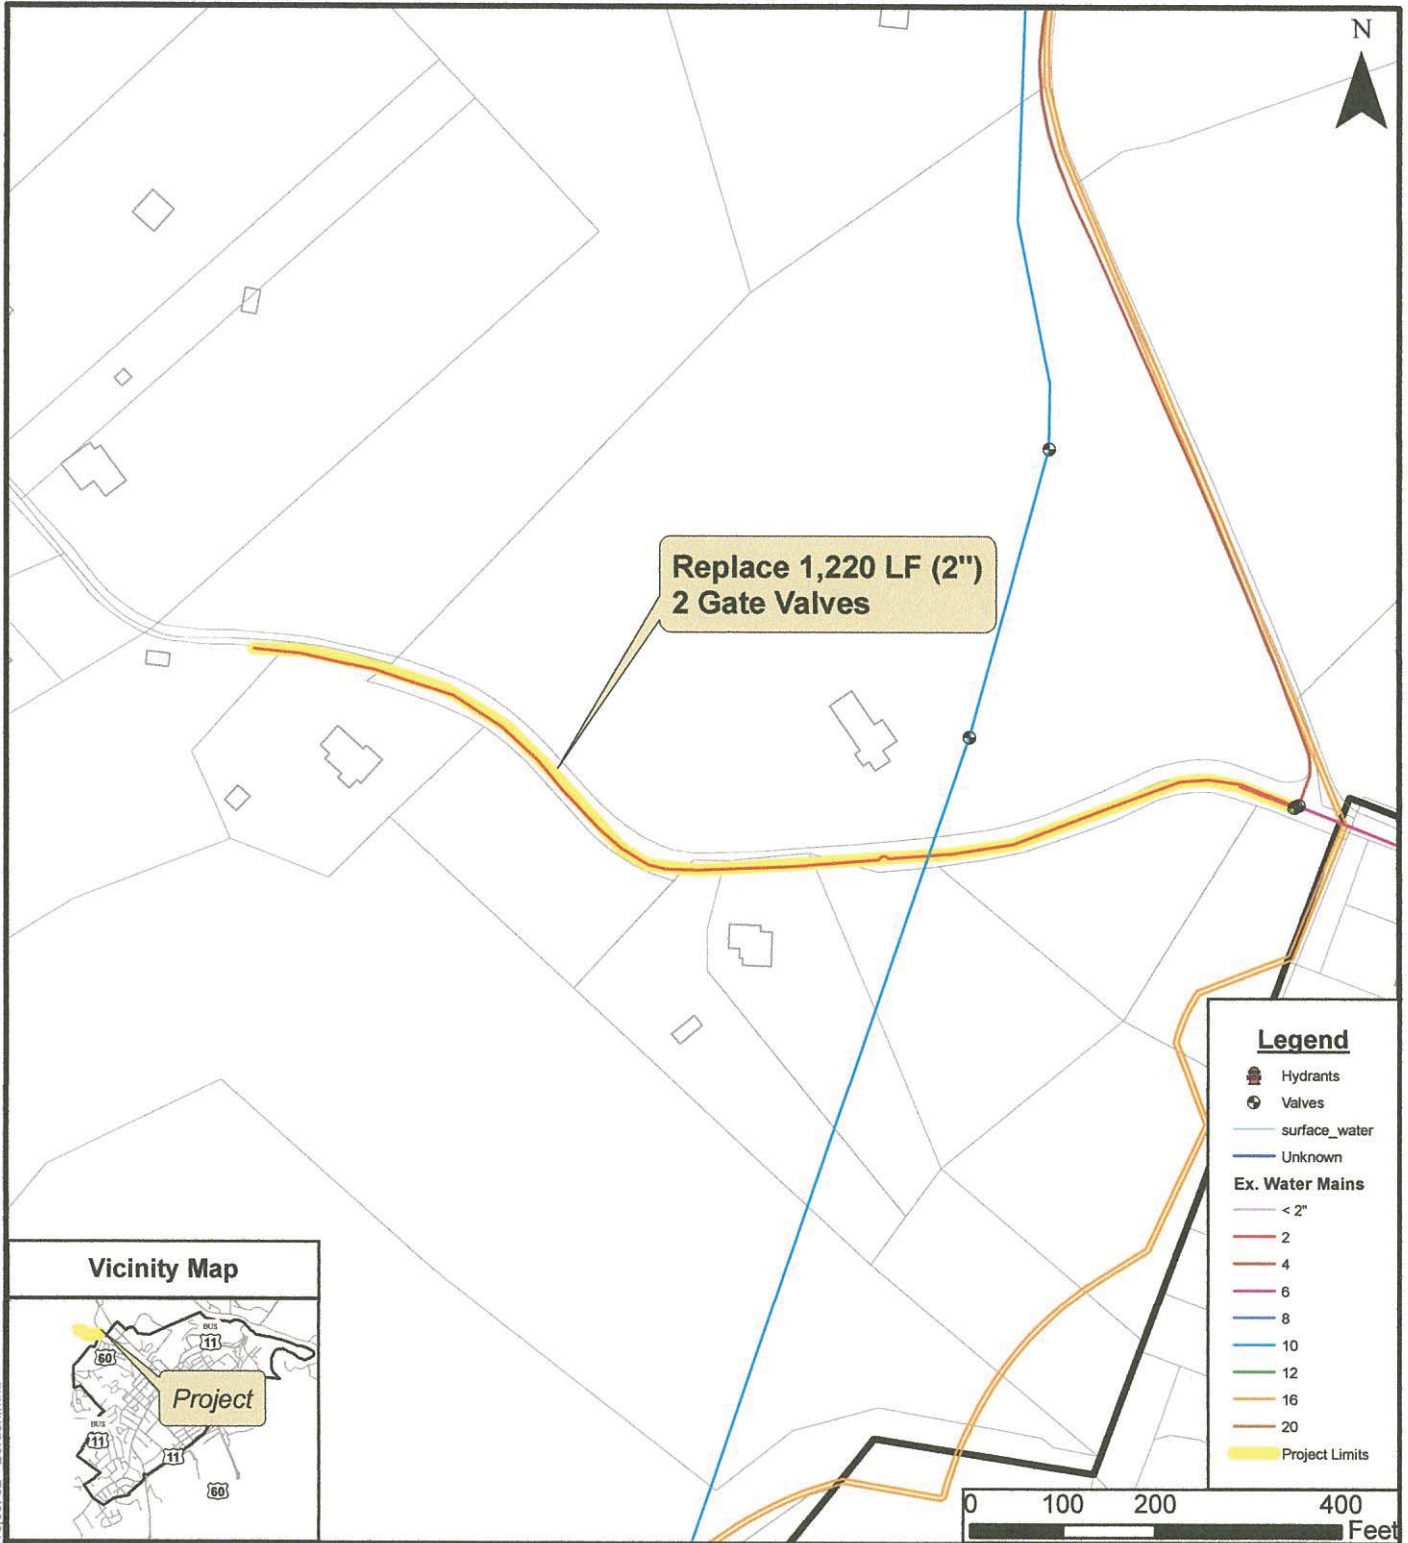 N
Replace 1,220 LF (2")
2 Gate Valves
Legend
Hydrants
Valves
surface_water
Unknown
Ex. Water Mains
< 2"
2
4
6
8
10
12
16
20
Project Limits
Vicinity Map
BUS
11
60
Project
BUS
11
11
60
0 100 200 400
Feet